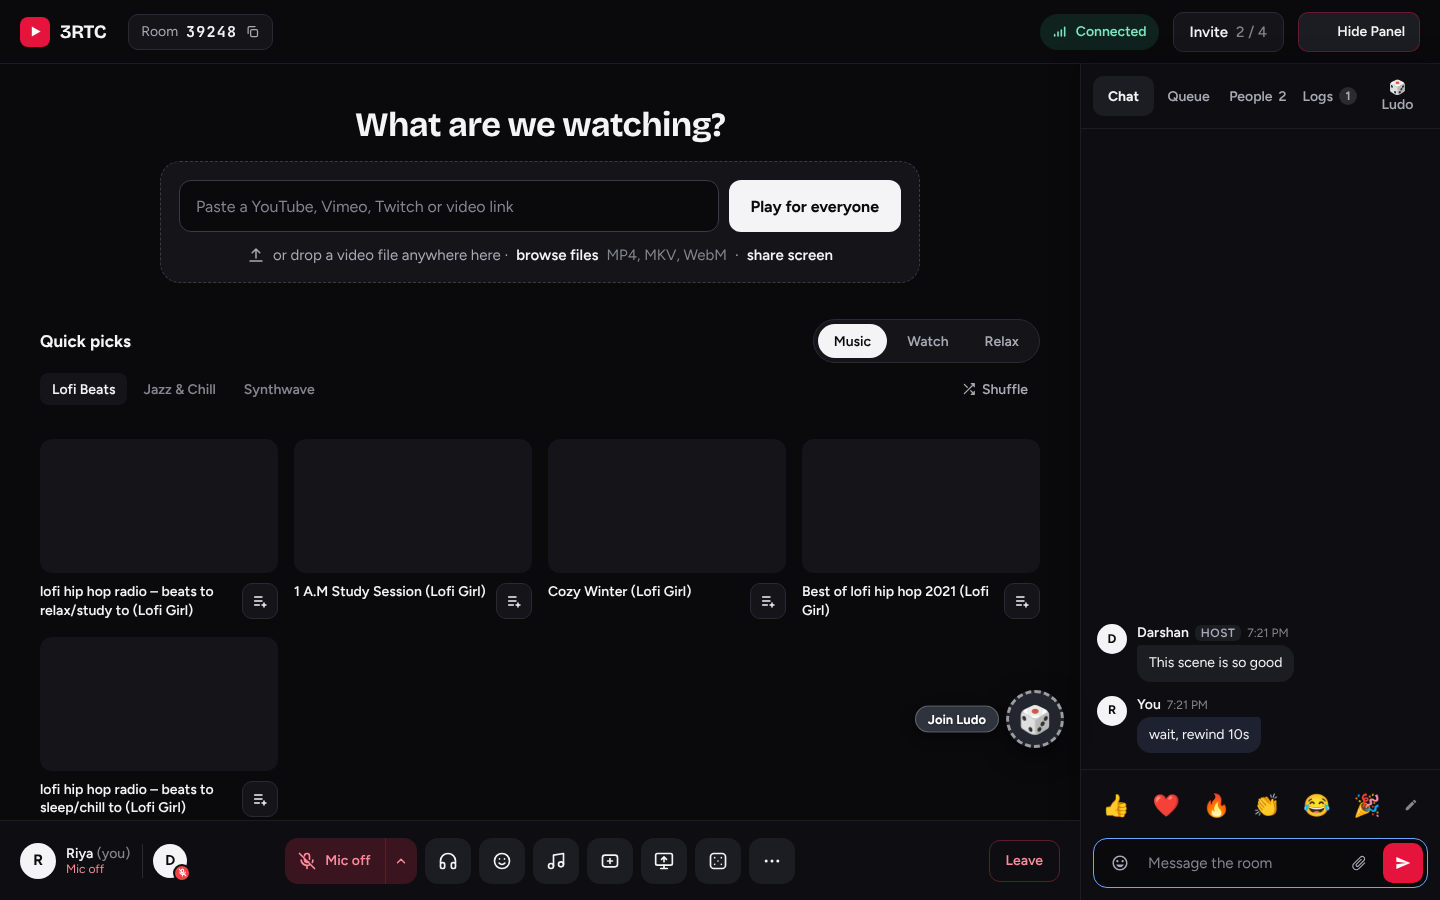 3RTC
Room 39248
Connected
Invite 2 / 4
Hide Panel
What are we watching?
Paste a YouTube, Vimeo, Twitch or video link
Play for everyone
or drop a video file anywhere here · browse files MP4, MKV, WebM · share screen
Quick picks
Music
Watch
Relax
Lofi Beats
Jazz & Chill
Synthwave
Shuffle
lofi hip hop radio – beats to
relax/study to (Lofi Girl)
1 A.M Study Session (Lofi Girl)
Cozy Winter (Lofi Girl)
Best of lofi hip hop 2021 (Lofi
Girl)
lofi hip hop radio – beats to
sleep/chill to (Lofi Girl)
Join Ludo
R
Riya (you)
Mic off
D
Mic off
Leave
Chat
Queue
People 2
Logs 1
Ludo
D
Darshan HOST 7:21 PM
This scene is so good
R
You 7:21 PM
wait, rewind 10s
Message the room